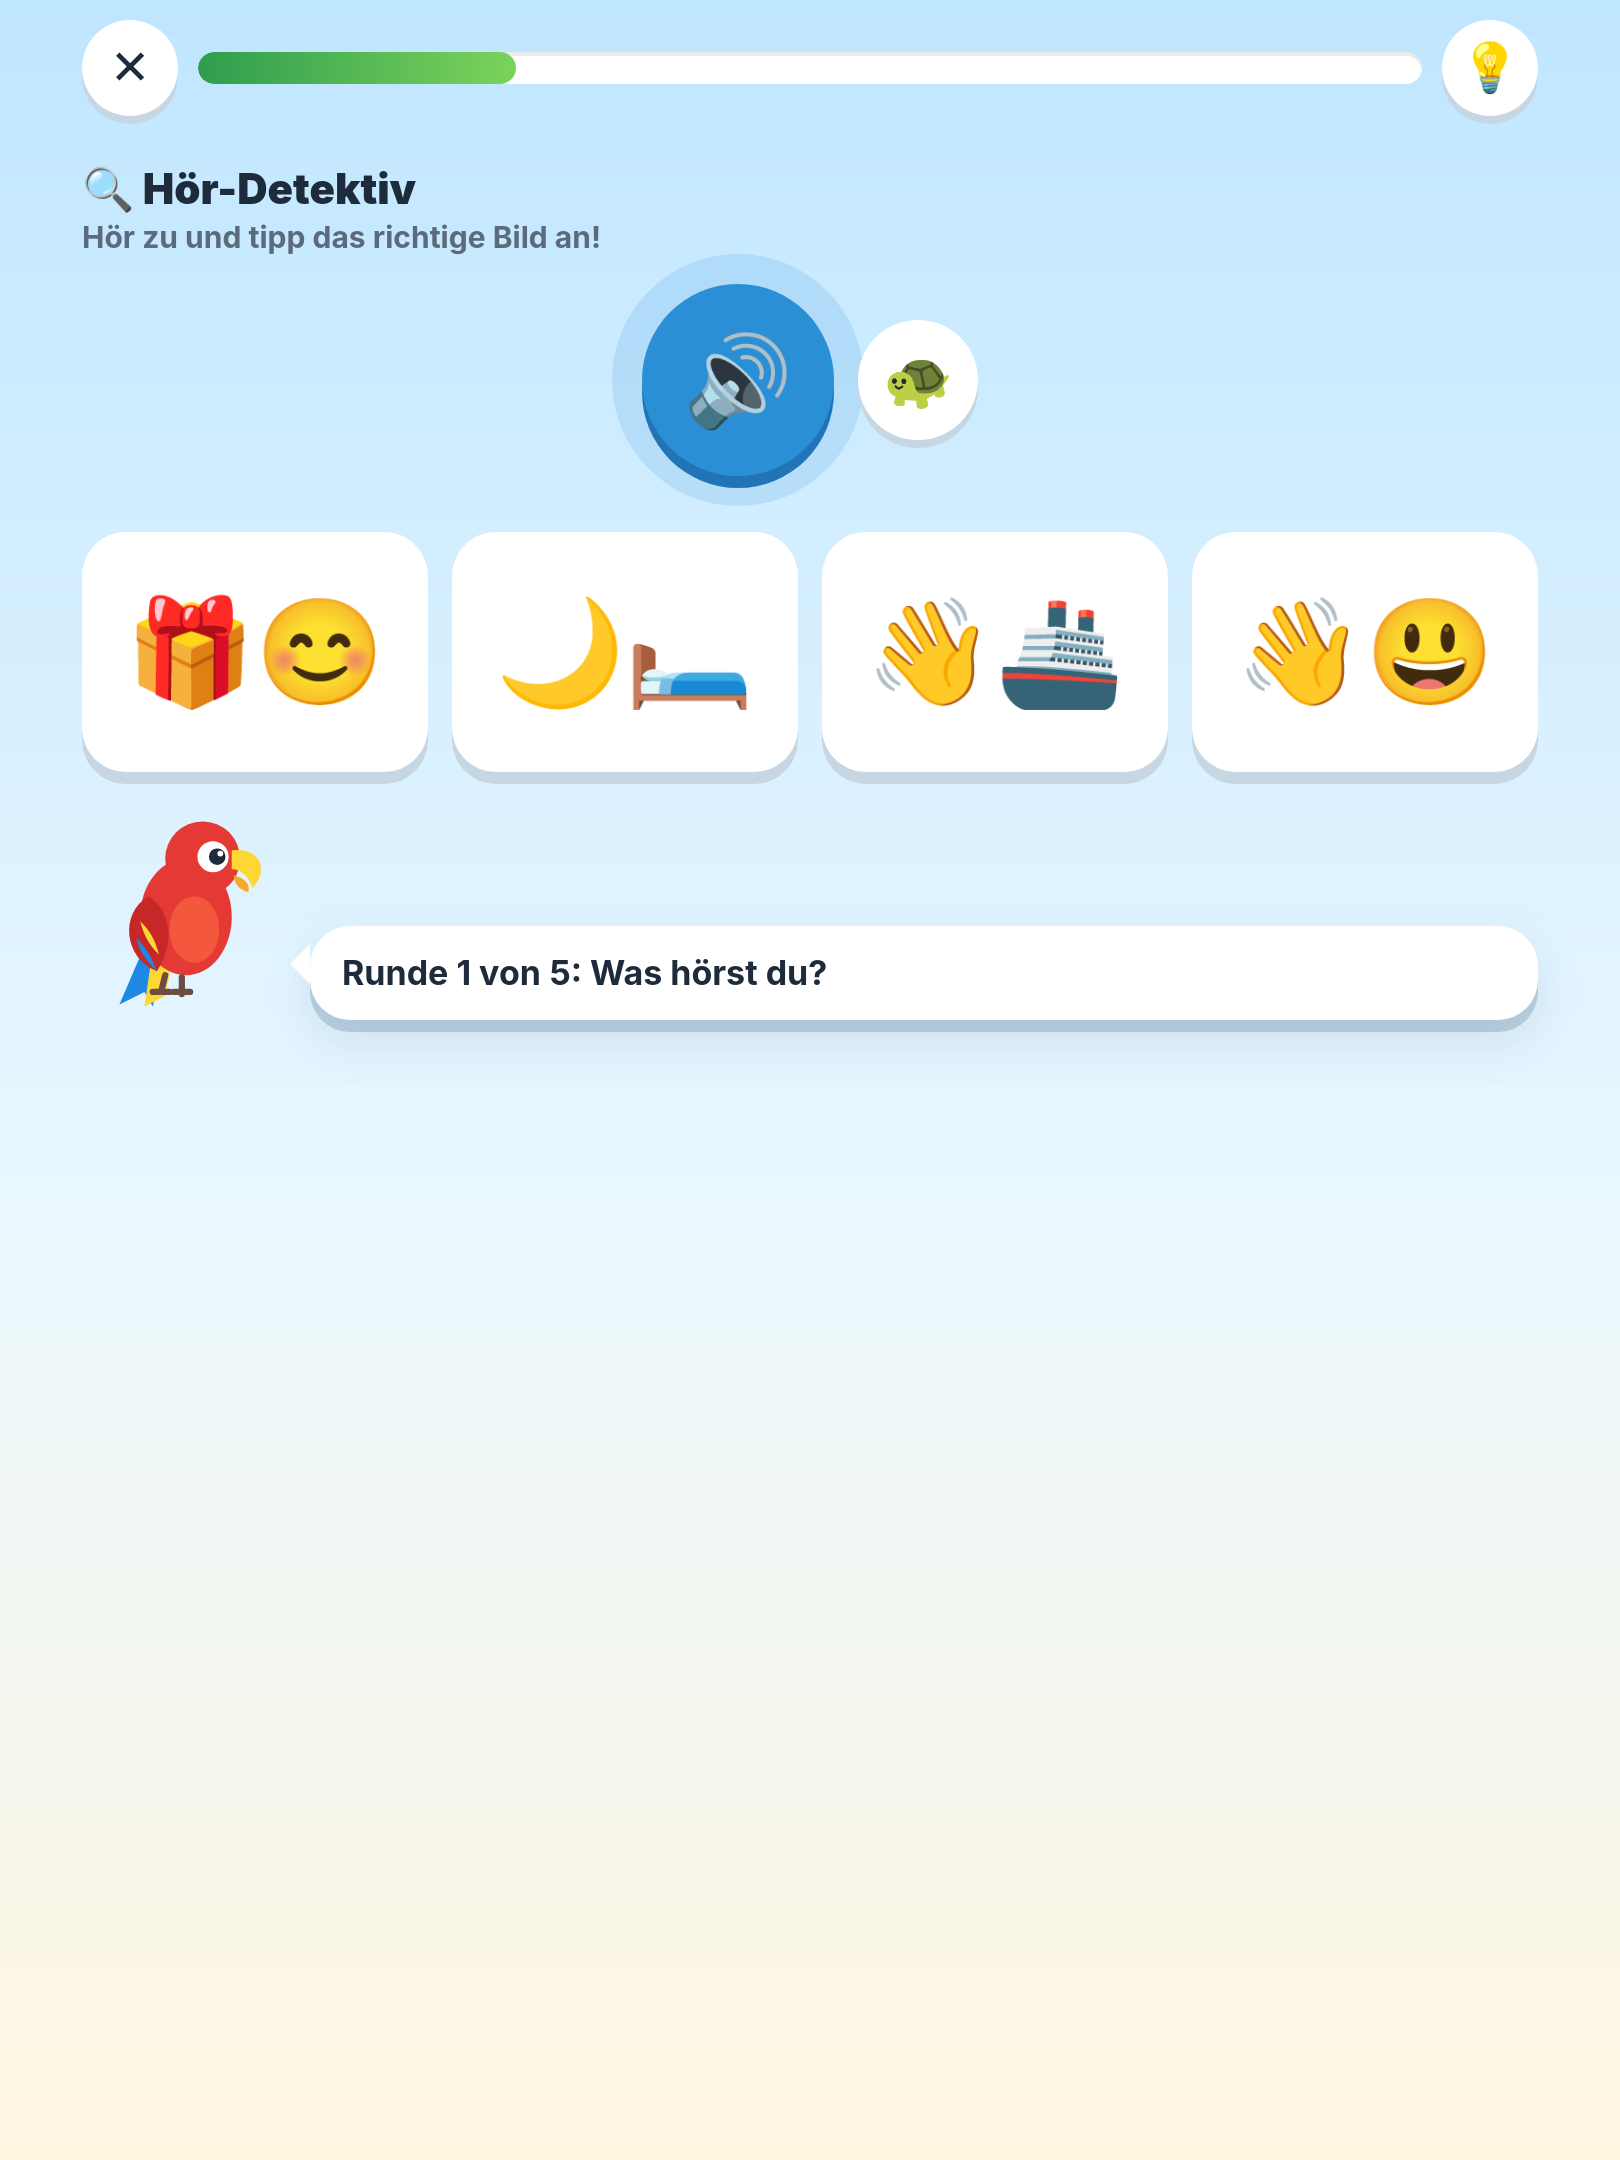 Hör-Detektiv
Hör zu und tipp das richtige Bild an!
Runde 1 von 5: Was hörst du?